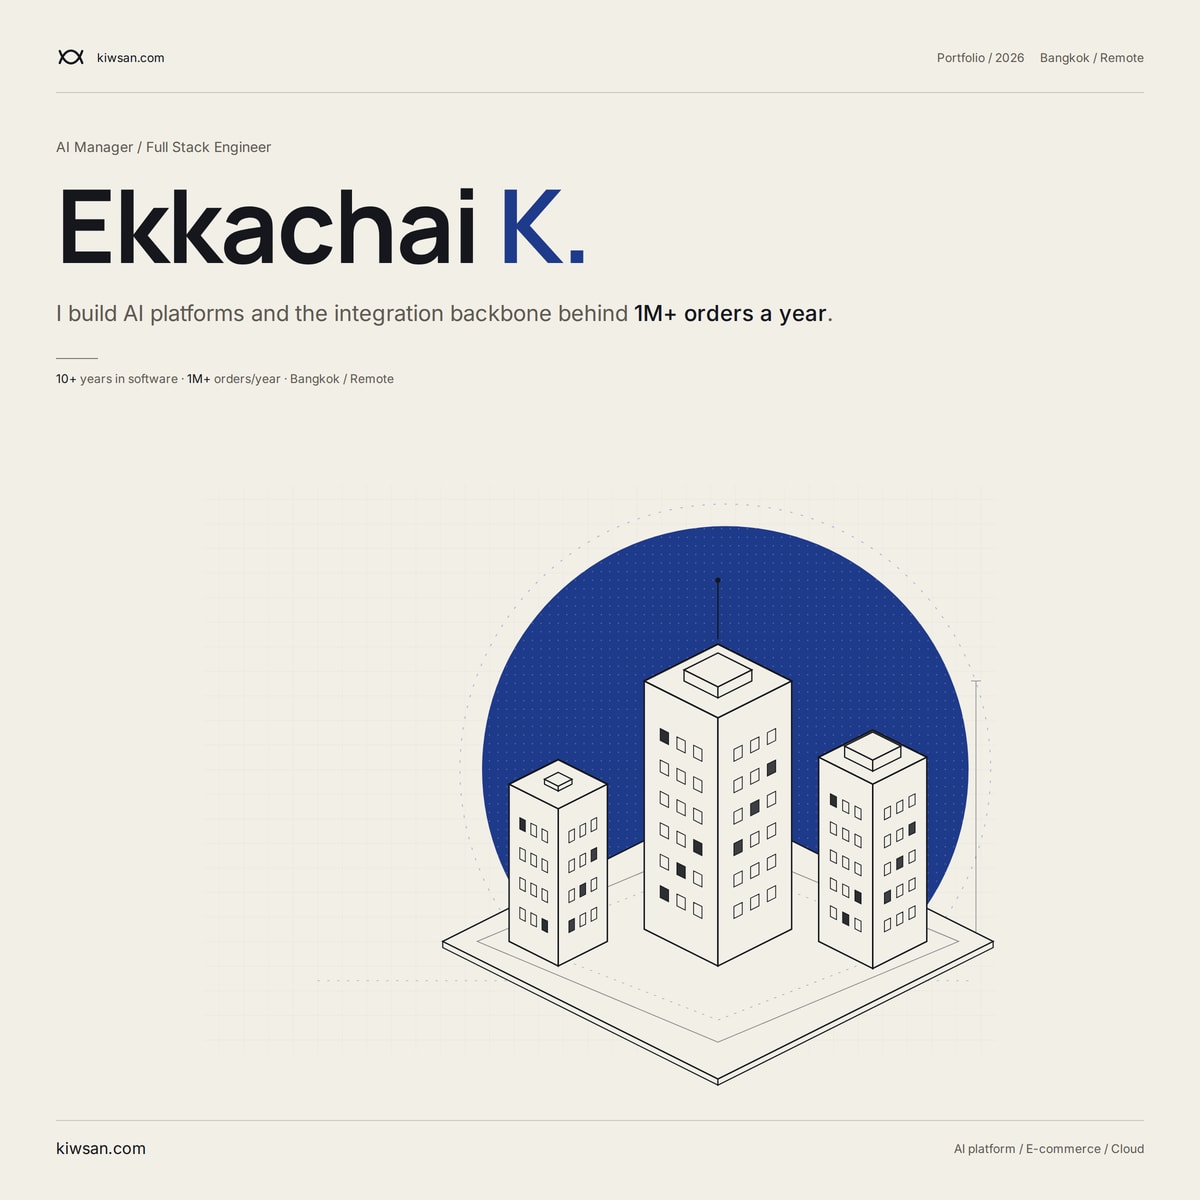 kiwsan.com
Portfolio / 2026 Bangkok / Remote
AI Manager / Full Stack Engineer
Ekkachai K.
I build AI platforms and the integration backbone behind 1M+ orders a year.
10+ years in software · 1M+ orders/year · Bangkok / Remote
kiwsan.com
AI platform / E-commerce / Cloud